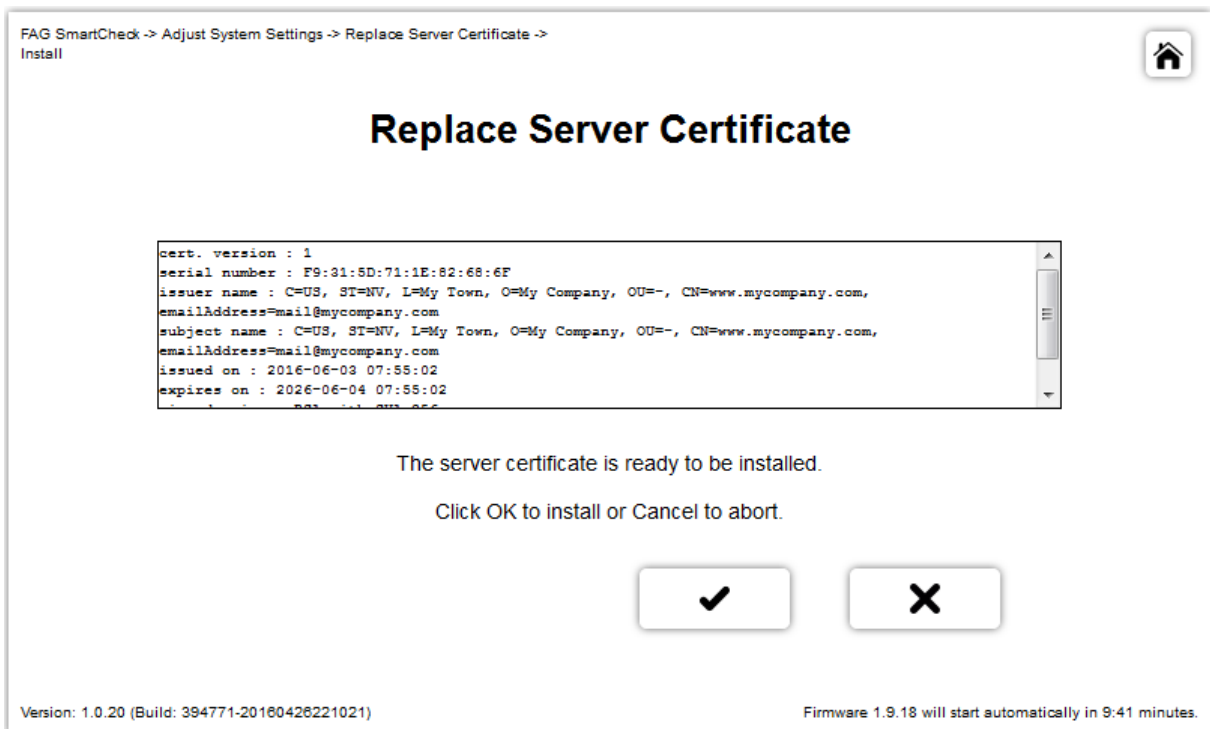 FAG SmartCheck -> Adjust System Settings -> Replace Server Certificate ->
Install
Replace Server Certificate
cert. version : 1
serial number : F9:31:5D:71:1E:82:68:6F
issuer name : C=US, ST=NV, L=My Town, O=My Company, OU=-, CN=www.mycompany.com,
emailAddress=mail@mycompany.com
subject name : C=US, ST=NV, L=My Town, O=My Company, OU=-, CN=www.mycompany.com,
emailAddress=mail@mycompany.com
issued on : 2016-06-03 07:55:02
expires on : 2026-06-04 07:55:02
The server certificate is ready to be installed.
Click OK to install or Cancel to abort.
Version: 1.0.20 (Build: 394771-20160426221021)
Firmware 1.9.18 will start automatically in 9:41 minutes.